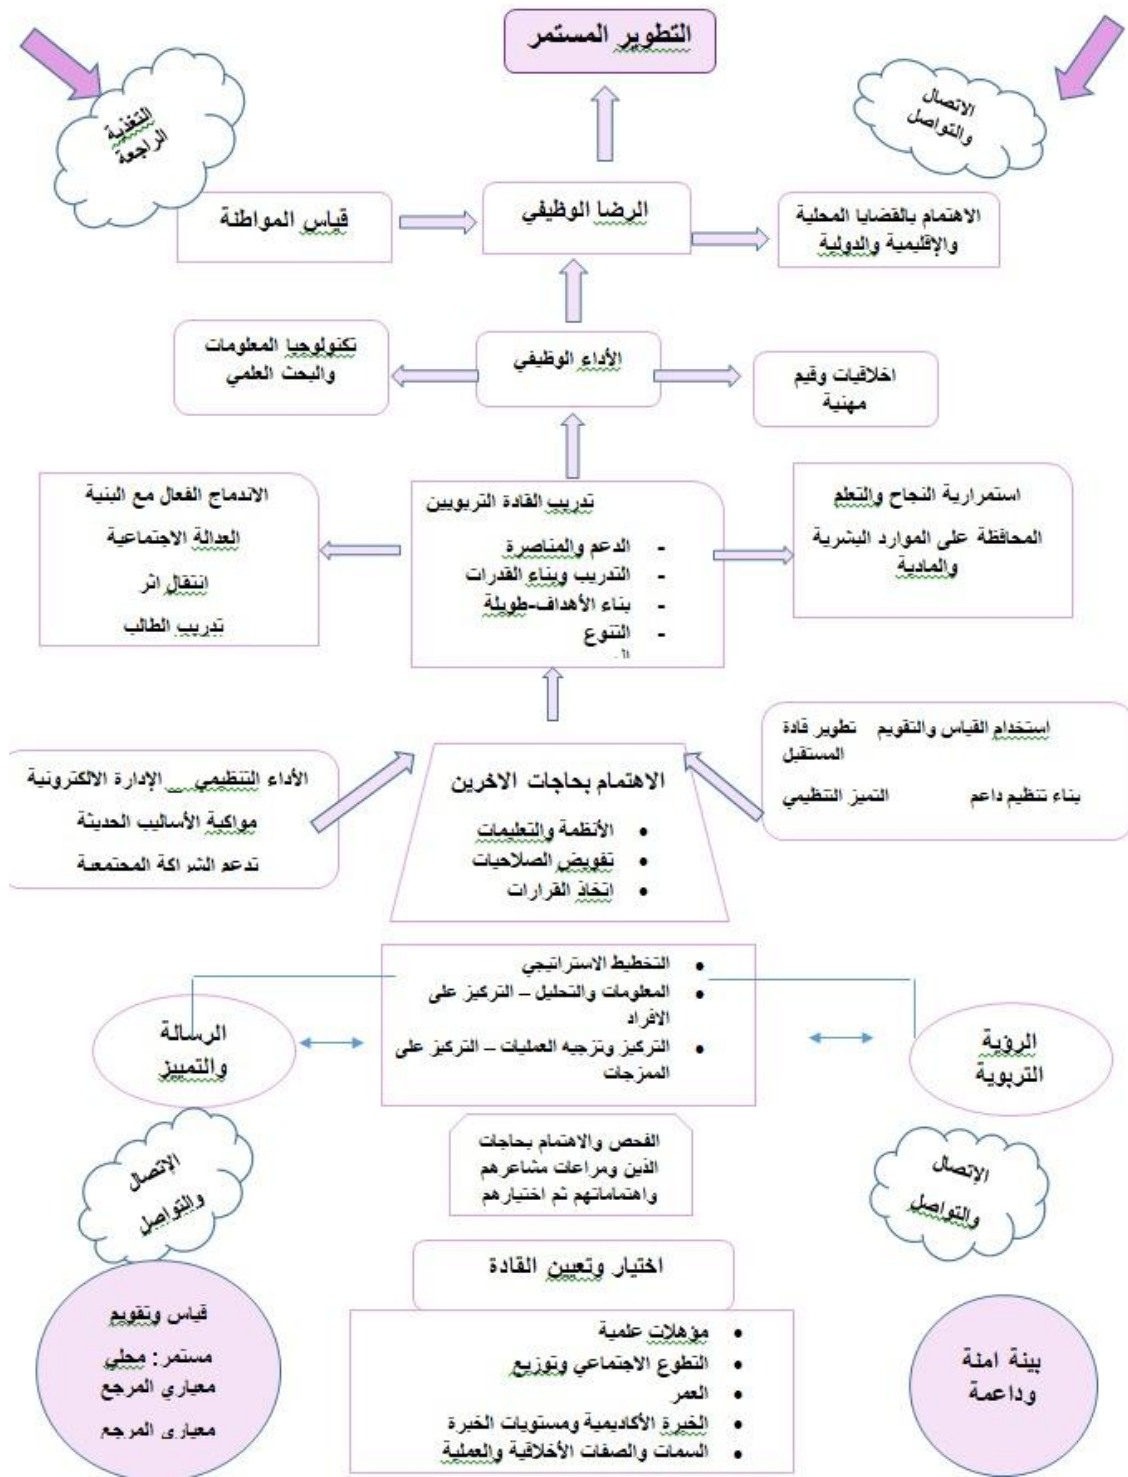 التطوير المستمر
التغذية
الراجعة
الاتصال
والتواصل
الاهتمام بالقضايا المحلية
والإقليمية والدولية
الرضا الوظيفي
قياس المواطنة
اخلاقيات وقيم
مهنية
الأداء الوظيفي
تكنولوجيا المعلومات
والبحث العلمي
استمرارية النجاح والتعلم
المحافظة على الموارد البشرية
والمادية
تدريب القادة التربويين
- الدعم والمناصرة
- التدريب وبناء القدرات
- بناء الأهداف-طويلة
- التنوع
الاندماج الفعال مع البنية
العدالة الاجتماعية
انتقال اثر
تدريب الطالب
استخدام القياس والتقويم تطوير قادة
المستقبل
بناء تنظيم داعم التميز التنظيمي
الاهتمام بحاجات الاخرين
• الأنظمة والتعليمات
• تفويض الصلاحيات
• اتخاذ القرارات
الأداء التنظيمي _ الإدارة الالكترونية
مواكبة الأساليب الحديثة
تدعم الشراكة المجتمعية
• التخطيط الاستراتيجي
• المعلومات والتحليل – التركيز على
الافراد
• التركيز وتزجيه العمليات – التركيز على
الممزجات
الرؤية
التربوية
الرسالة
والتمييز
الفحص والاهتمام بحاجات
الذين ومراعات مشاعرهم
واهتماماتهم ثم اختيارهم
الإتصال
والتواصل
الإتصال
والتواصل
اختيار وتعيين القادة
• مؤهلات علمية
• التطوع الاجتماعي وتوزيع
• العمر
• الخبرة الأكاديمية ومستويات الخبرة
• السمات والصفات الأخلاقية والعملية
بينة امنة
وداعمة
قياس وتقويم
مستمر: محلي
معياري المرجع
معياري المرجع